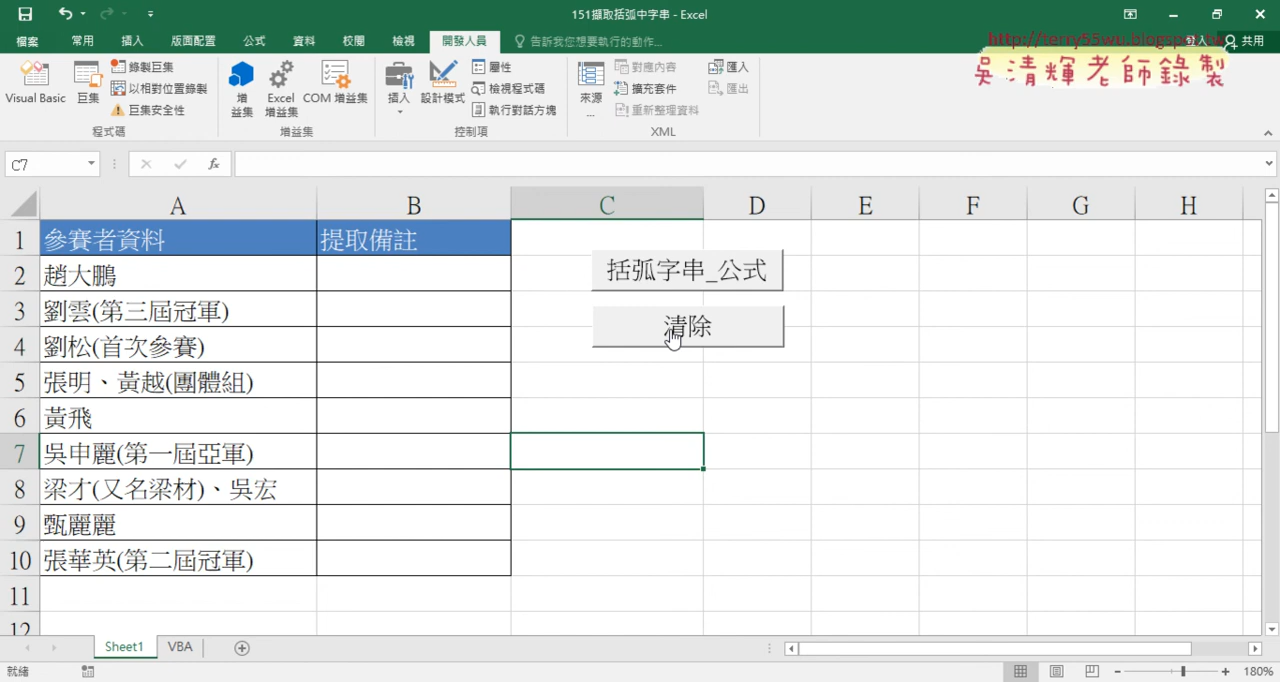 151擷取括弧中字串 - Excel
檔案 常用 插入 版面配置 公式 資料 校閱 檢視 開發人員 告訴我您想要執行的動作... 登入 共用
http://terry55wu.blogspot.tw
吳清輝老師錄製
Visual Basic 巨集 錄製巨集 以相對位置錄製 巨集安全性 增益集 Excel 增益集 COM 增益集 插入 設計模式 屬性 檢視程式碼 執行對話方塊 來源... 對應內容 擴充套件 重新整理資料 匯入 匯出
程式碼 增益集 控制項 XML
C7 fx
A B C D E F G H
1 參賽者資料 提取備註
2 趙大鵬
括弧字串_公式
3 劉雲(第三屆冠軍)
清除
4 劉松(首次參賽)
5 張明、黃越(團體組)
6 黃飛
7 吳申麗(第一屆亞軍)
8 梁才(又名梁材)、吳宏
9 甄麗麗
10 張華英(第二屆冠軍)
11
12
Sheet1 VBA
就緒 180%